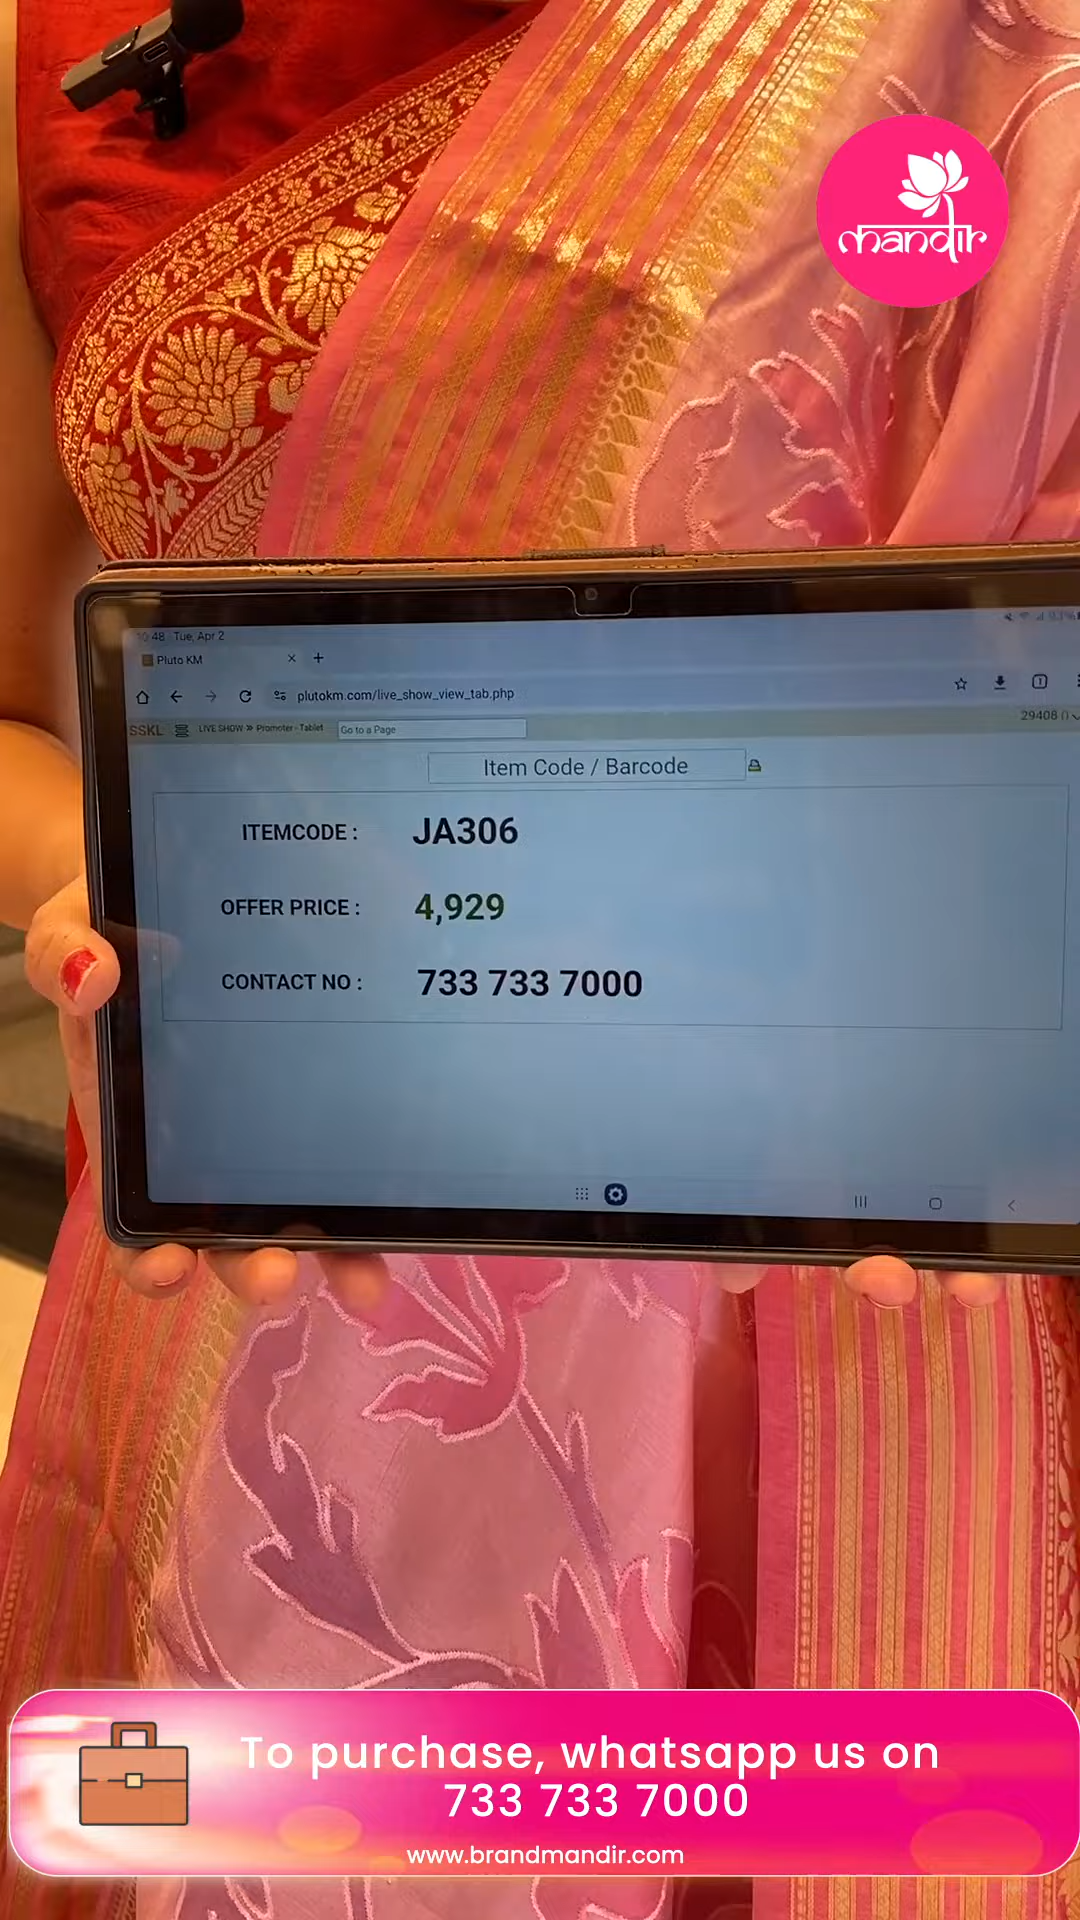 mandir
10:48 Tue, Apr 2
Pluto KM
plutokm.com/live_show_view_tab.php
SSKL
LIVE SHOW » Promoter - Tablet
Go to a Page
29408 ()
Item Code / Barcode
ITEMCODE : JA306
OFFER PRICE : 4,929
CONTACT NO : 733 733 7000
To purchase, whatsapp us on
733 733 7000
www.brandmandir.com